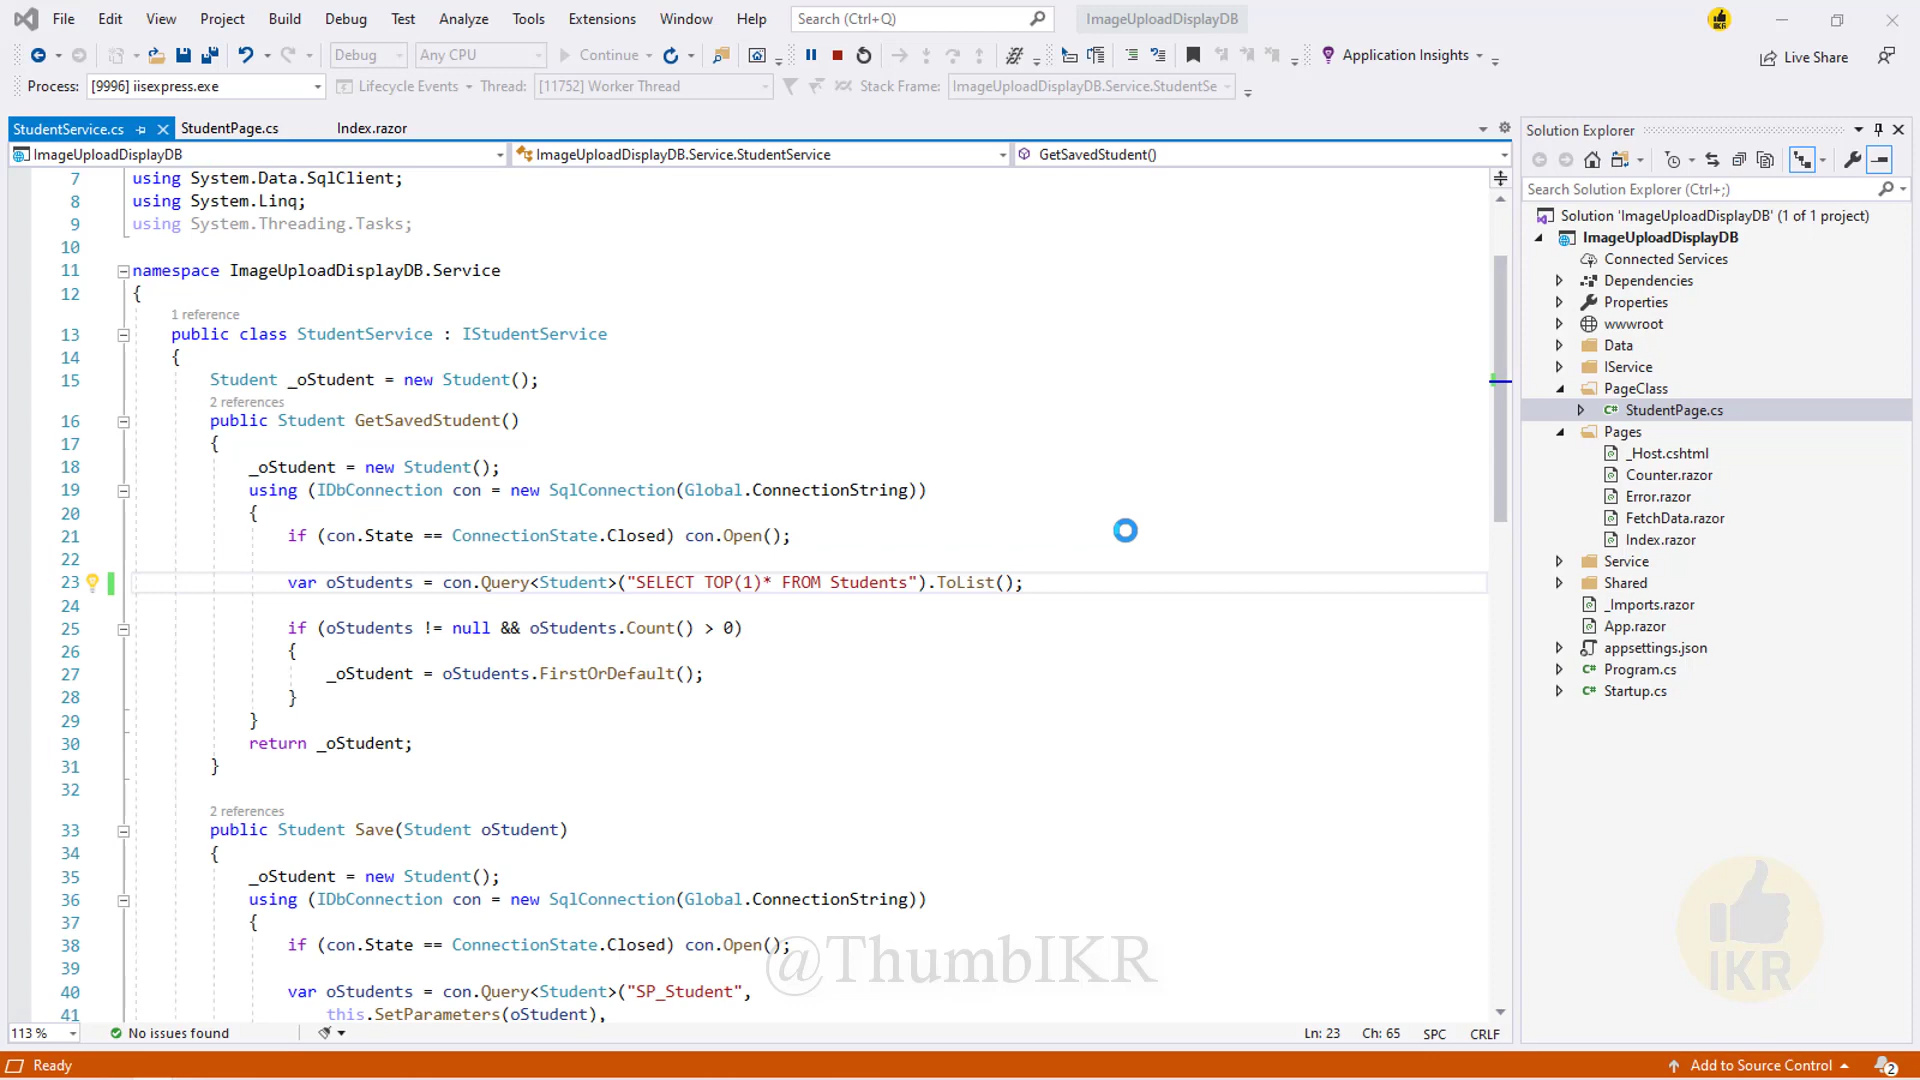 File Edit View Project Build Debug Test Analyze Tools Extensions Window Help Search (Ctrl+Q) ImageUploadDisplayDB
Debug Any CPU Continue Application Insights Live Share
Process: [9996] iisexpress.exe Lifecycle Events Thread: [11752] Worker Thread Stack Frame: ImageUploadDisplayDB.Service.StudentSe
StudentService.cs StudentPage.cs Index.razor
ImageUploadDisplayDB ImageUploadDisplayDB.Service.StudentService GetSavedStudent()
7 using System.Data.SqlClient;
8 using System.Linq;
9 using System.Threading.Tasks;
10
11 namespace ImageUploadDisplayDB.Service
12 {
1 reference
13 public class StudentService : IStudentService
14 {
15 Student _oStudent = new Student();
2 references
16 public Student GetSavedStudent()
17 {
18 _oStudent = new Student();
19 using (IDbConnection con = new SqlConnection(Global.ConnectionString))
20 {
21 if (con.State == ConnectionState.Closed) con.Open();
22
23 var oStudents = con.Query<Student>("SELECT TOP(1)* FROM Students").ToList();
24
25 if (oStudents != null && oStudents.Count() > 0)
26 {
27 _oStudent = oStudents.FirstOrDefault();
28 }
29 }
30 return _oStudent;
31 }
32
2 references
33 public Student Save(Student oStudent)
34 {
35 _oStudent = new Student();
36 using (IDbConnection con = new SqlConnection(Global.ConnectionString))
37 {
38 if (con.State == ConnectionState.Closed) con.Open();
39
40 var oStudents = con.Query<Student>("SP_Student",
41 this.SetParameters(oStudent),
@ThumbIKR
113 % No issues found Ln: 23 Ch: 65 SPC CRLF
Ready Add to Source Control 2
Solution Explorer
Search Solution Explorer (Ctrl+;)
Solution 'ImageUploadDisplayDB' (1 of 1 project)
ImageUploadDisplayDB
Connected Services
Dependencies
Properties
wwwroot
Data
IService
PageClass
C# StudentPage.cs
Pages
_Host.cshtml
Counter.razor
Error.razor
FetchData.razor
Index.razor
Service
Shared
_Imports.razor
App.razor
appsettings.json
C# Program.cs
C# Startup.cs
IKR